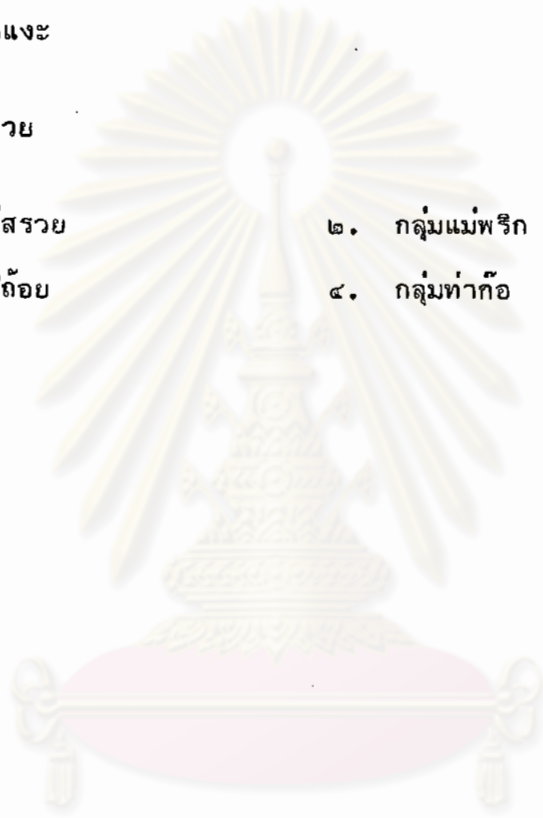 แงะ
วย
สรวย ๒. กลุ่มแม่พริก
ถ้อย ๔. กลุ่มท่าก๊อ